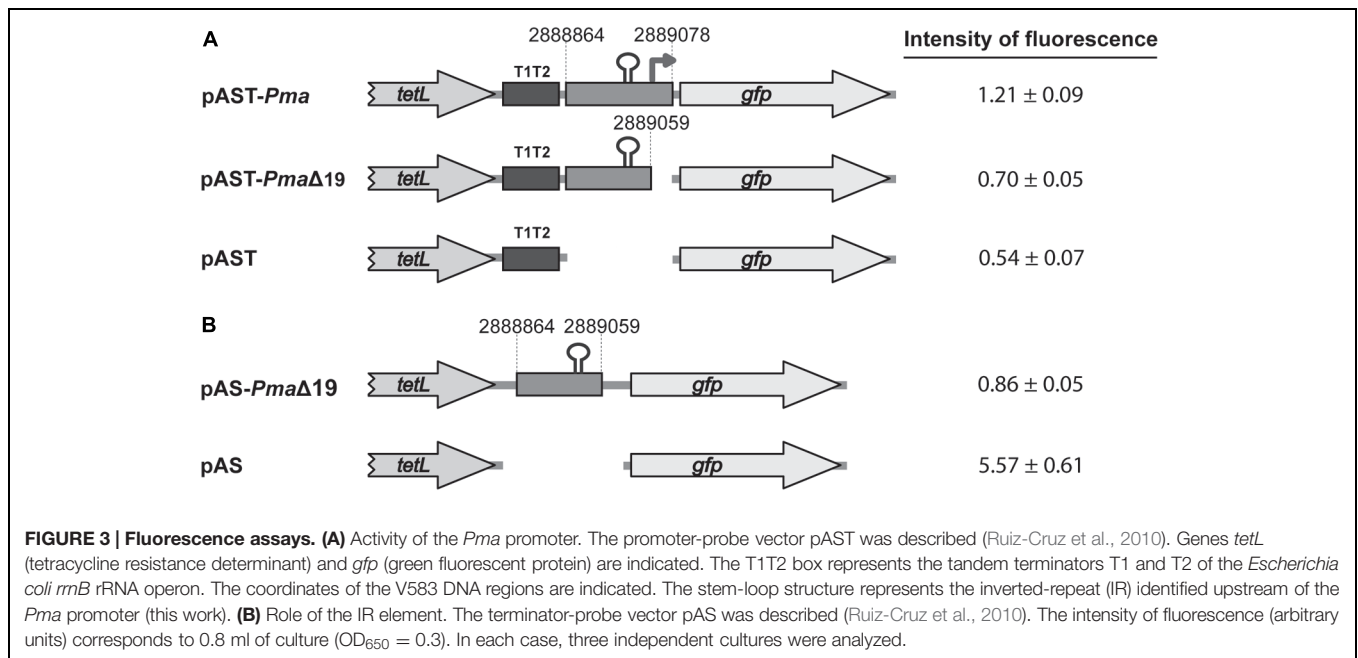 A
2888864 2889078
Intensity of fluorescence
pAST-Pma tetL T1T2 gfp 1.21 ± 0.09
2889059
pAST-PmaΔ19 tetL T1T2 gfp 0.70 ± 0.05
pAST tetL T1T2 gfp 0.54 ± 0.07
B
2888864 2889059
pAS-PmaΔ19 tetL gfp 0.86 ± 0.05
pAS tetL gfp 5.57 ± 0.61
FIGURE 3 | Fluorescence assays. (A) Activity of the Pma promoter. The promoter-probe vector pAST was described (Ruiz-Cruz et al., 2010). Genes tetL
(tetracycline resistance determinant) and gfp (green fluorescent protein) are indicated. The T1T2 box represents the tandem terminators T1 and T2 of the Escherichia
coli rrnB rRNA operon. The coordinates of the V583 DNA regions are indicated. The stem-loop structure represents the inverted-repeat (IR) identified upstream of the
Pma promoter (this work). (B) Role of the IR element. The terminator-probe vector pAS was described (Ruiz-Cruz et al., 2010). The intensity of fluorescence (arbitrary
units) corresponds to 0.8 ml of culture (OD650 = 0.3). In each case, three independent cultures were analyzed.